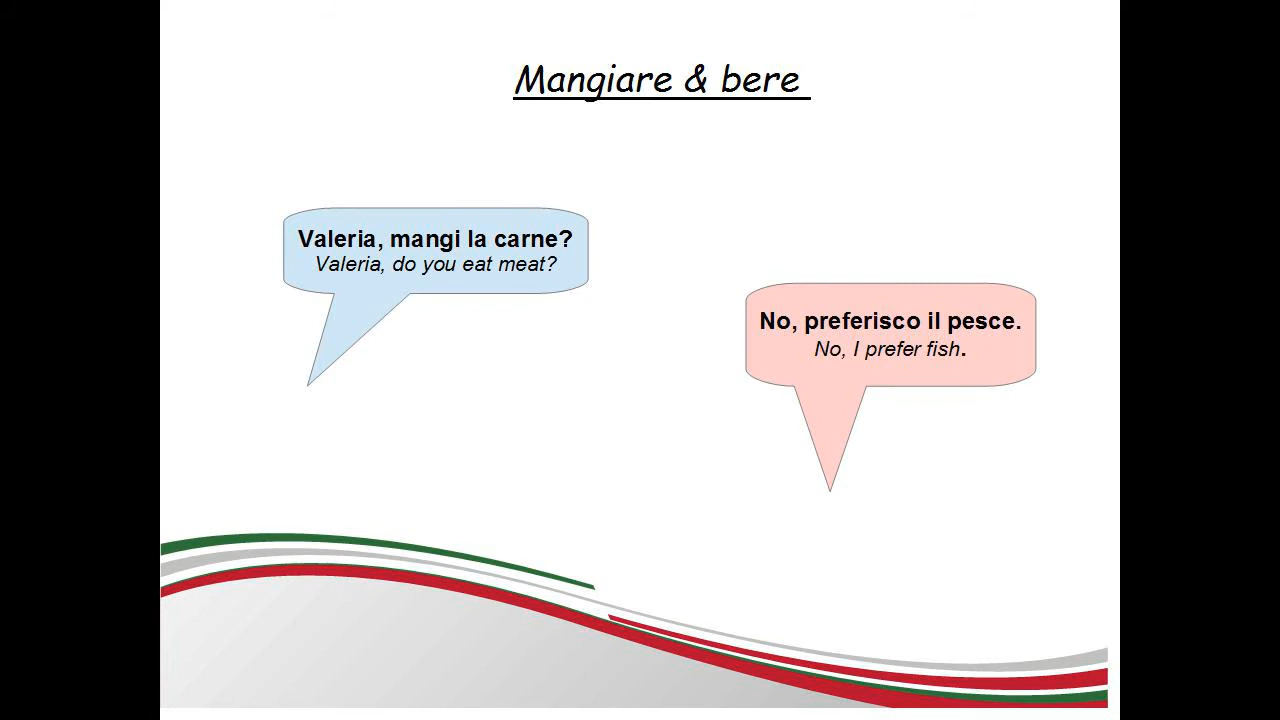 Mangiare & bere
Valeria, mangi la carne?
Valeria, do you eat meat?
No, preferisco il pesce.
No, I prefer fish.